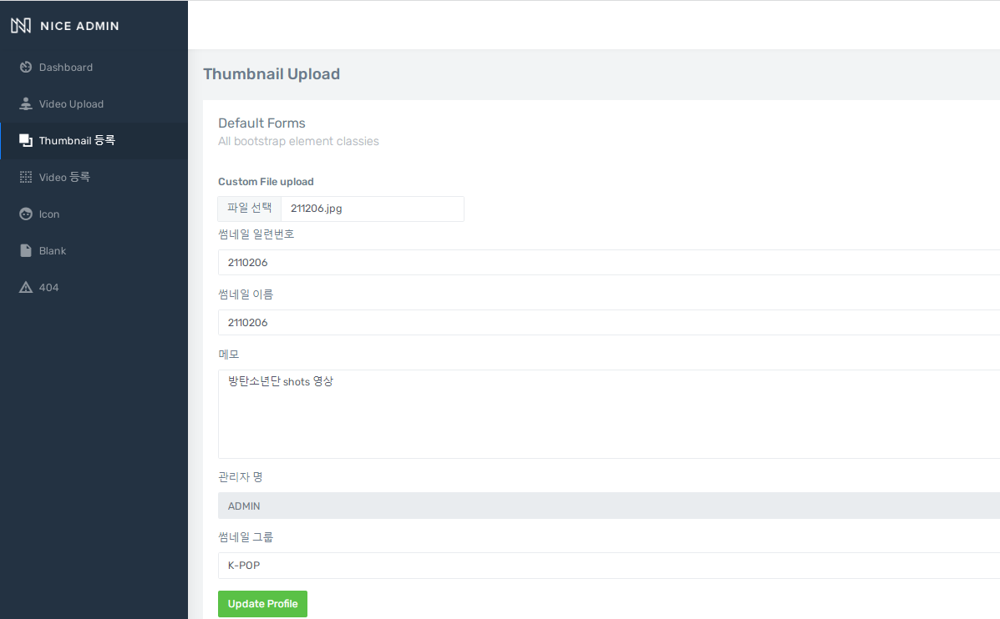 NICE ADMIN
Dashboard
Video Upload
Thumbnail 등록
Video 등록
Icon
Blank
404
Thumbnail Upload
Default Forms
All bootstrap element classies
Custom File upload
파일 선택 211206.jpg
썸네일 일련번호
2110206
썸네일 이름
2110206
메모
방탄소년단 shots 영상
관리자 명
ADMIN
썸네일 그룹
K-POP
Update Profile